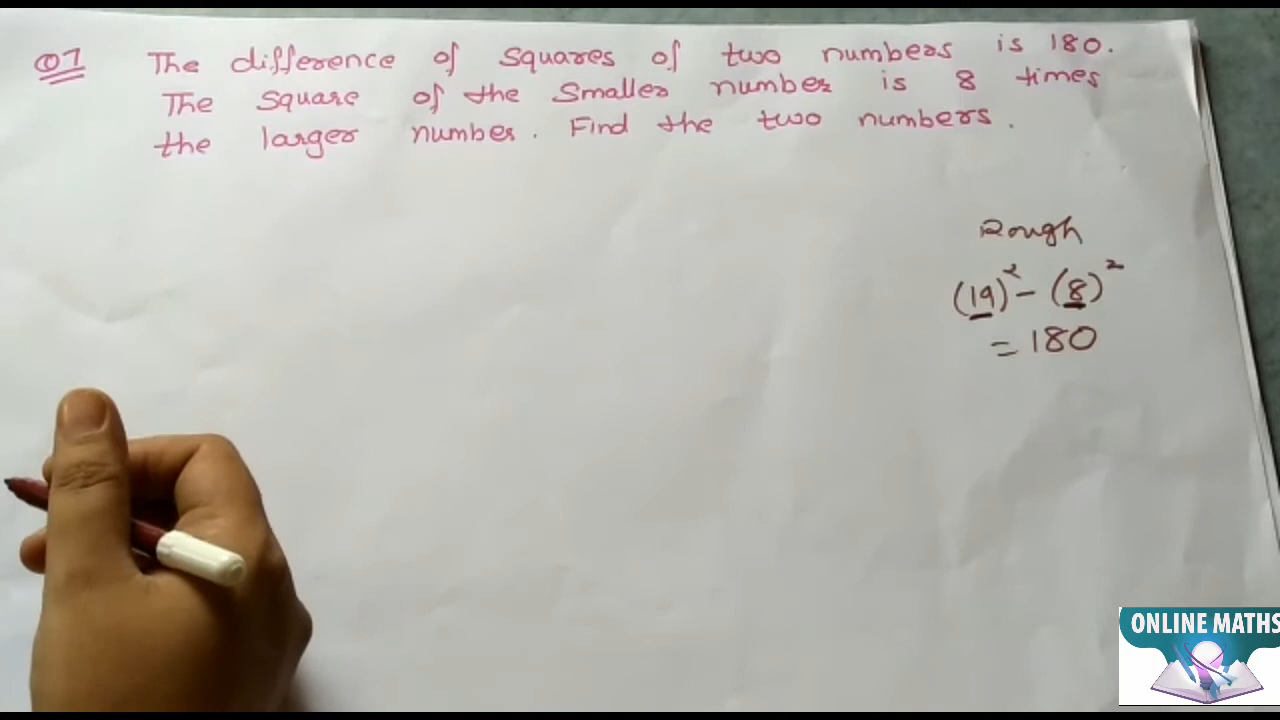 Q1 The difference of squares of two numbers is 180.
The square of the smaller number is 8 times
the larger number. Find the two numbers.
Rough
(19)² - (8)²
= 180
ONLINE MATHS